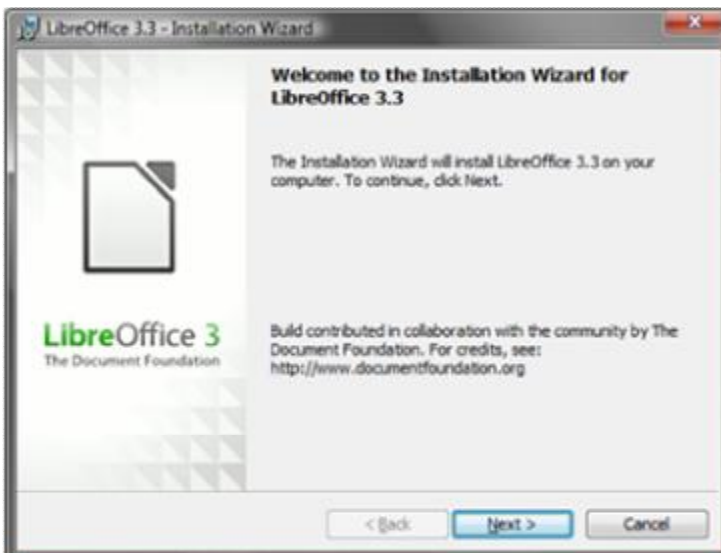 LibreOffice 3.3 - Installation Wizard
Welcome to the Installation Wizard for
LibreOffice 3.3
The Installation Wizard will install LibreOffice 3.3 on your
computer. To continue, click Next.
LibreOffice 3
The Document Foundation
Build contributed in collaboration with the community by The
Document Foundation. For credits, see:
http://www.documentfoundation.org
< Back
Next >
Cancel